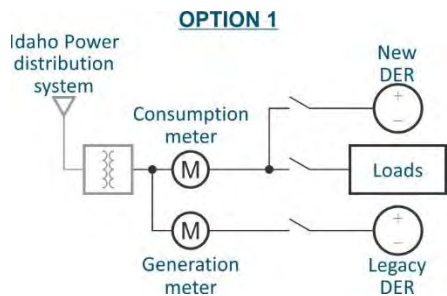 OPTION 1
Idaho Power
distribution
system
New
DER
Consumption
meter
+
−
M
Loads
M
+
−
Generation
meter
Legacy
DER